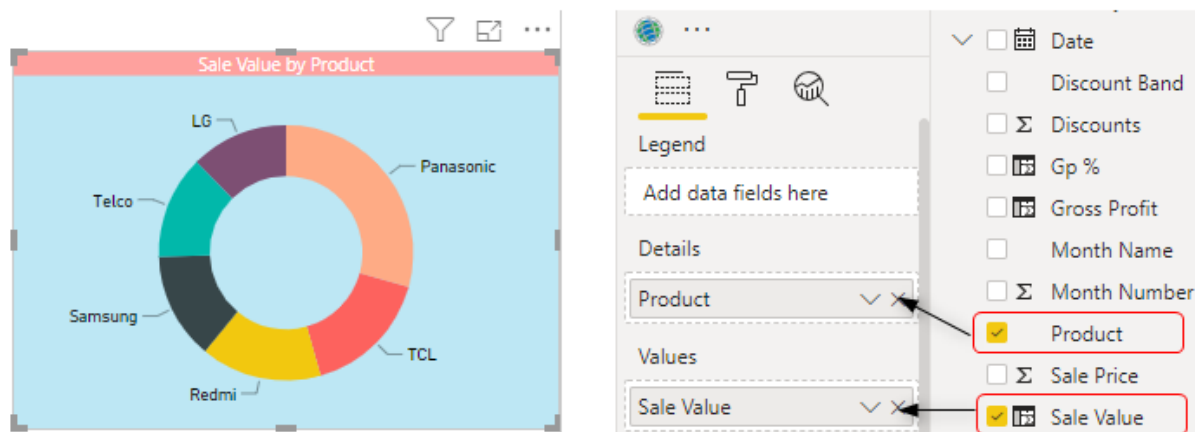 Sale Value by Product
LG
Panasonic
Telco
Samsung
TCL
Redmi
Legend
Add data fields here
Details
Product
Values
Sale Value
Date
Discount Band
Σ Discounts
Gp %
Gross Profit
Month Name
Σ Month Number
Product
Σ Sale Price
Sale Value